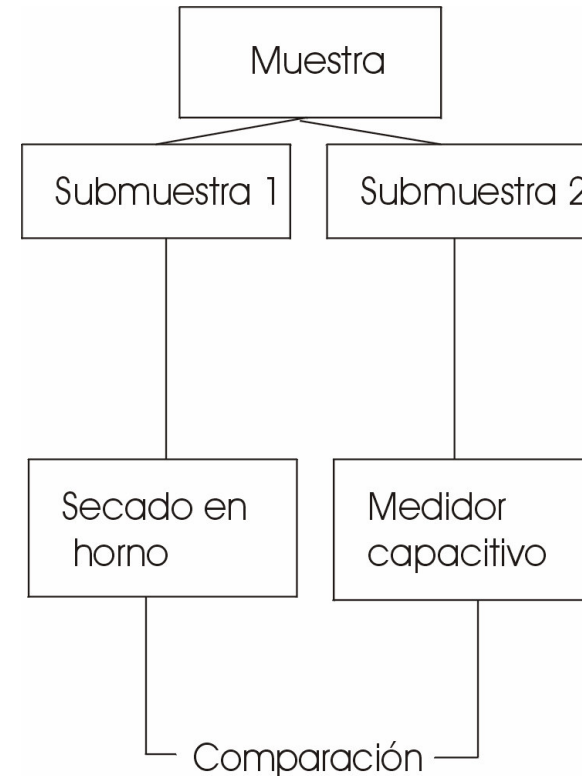 Muestra
Submuestra 1
Submuestra 2
Secado en
horno
Medidor
capacitivo
Comparación